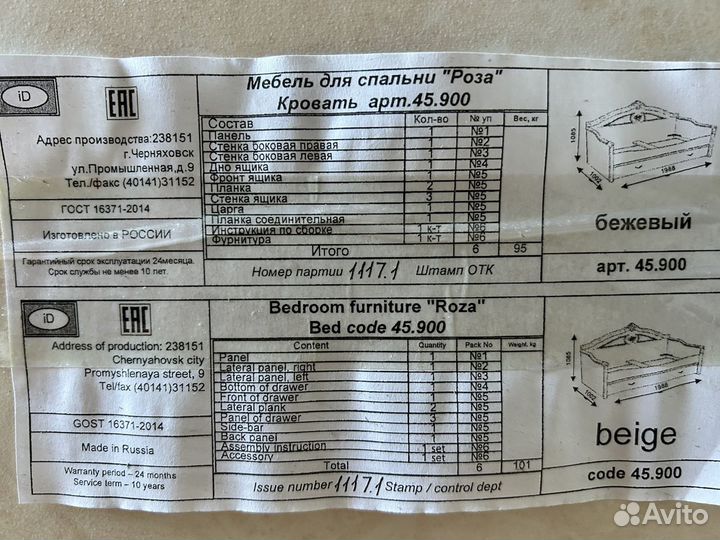 iD
EAC
Адрес производства:238151
г.Черняховск
ул.Промышленная,д.9
Тел./факс (40141)31152
ГОСТ 16371-2014
Изготовлено в РОССИИ
Гарантийный срок эксплуатации 24месяца.
Срок службы не менее 10 лет.
Мебель для спальни "Роза"
Кровать арт.45.900
Состав Кол-во № уп Вес, кг
Панель 1 №1
Стенка боковая правая 1 №2
Стенка боковая левая 1 №3
Дно ящика 1 №4
Фронт ящика 1 №5
Планка 2 №5
Стенка ящика 3 №5
Царга 1 №5
Планка соединительная 1 №5
Инструкция по сборке 1 к-т №6
Фурнитура 1 к-т №6
Итого 6 95
Номер партии 1117.1 Штамп ОТК
1085
1092
1988
бежевый
арт. 45.900
iD
EAC
Address of production: 238151
Chernyahovsk city
Promyshlenaya street, 9
Tel/fax (40141)31152
GOST 16371-2014
Made in Russia
Warranty period – 24 months
Service term – 10 years
Bedroom furniture "Roza"
Bed code 45.900
Content Quantity Pack No Weight, kg
Panel 1 №1
Lateral panel, right 1 №2
Lateral panel, left 1 №3
Bottom of drawer 1 №4
Front of drawer 1 №5
Lateral plank 2 №5
Panel of drawer 3 №5
Side-bar 1 №5
Back panel 1 №5
Assembly instruction 1 set №6
Accessory 1 set №6
Total 6 101
Issue number 1117.1 Stamp / control dept
1085
1092
1988
beige
code 45.900
Avito